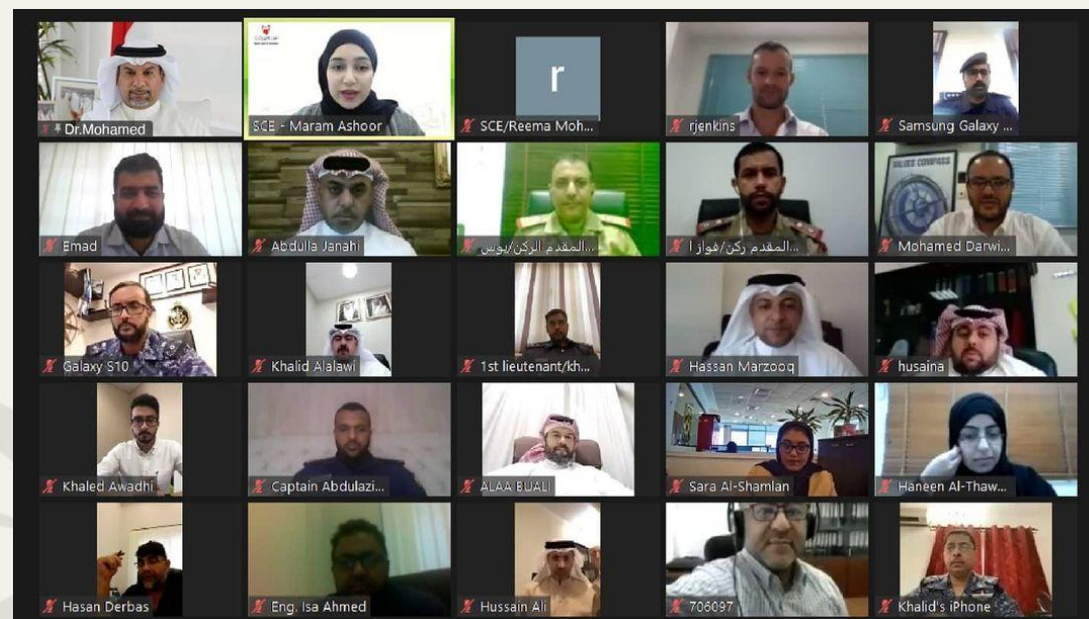 Dr.Mohamed
SCE - Maram Ashoor
r
SCE/Reema Moh...
rjenkins
Samsung Galaxy ...
Emad
Abdulla Janahi
المقدم الركن/يونس...
المقدم ركن/فواز ا...
VALUES COMPASS
Mohamed Darwi...
Galaxy S10
Khalid Alalawi
1st lieutenant/kh...
Hassan Marzooq
husaina
Khaled Awadhi
Captain Abdulazi...
ALAA BUALI
Sara Al-Shamlan
Haneen Al-Thaw...
Hasan Derbas
Eng. Isa Ahmed
Hussain Ali
706097
Khalid's iPhone